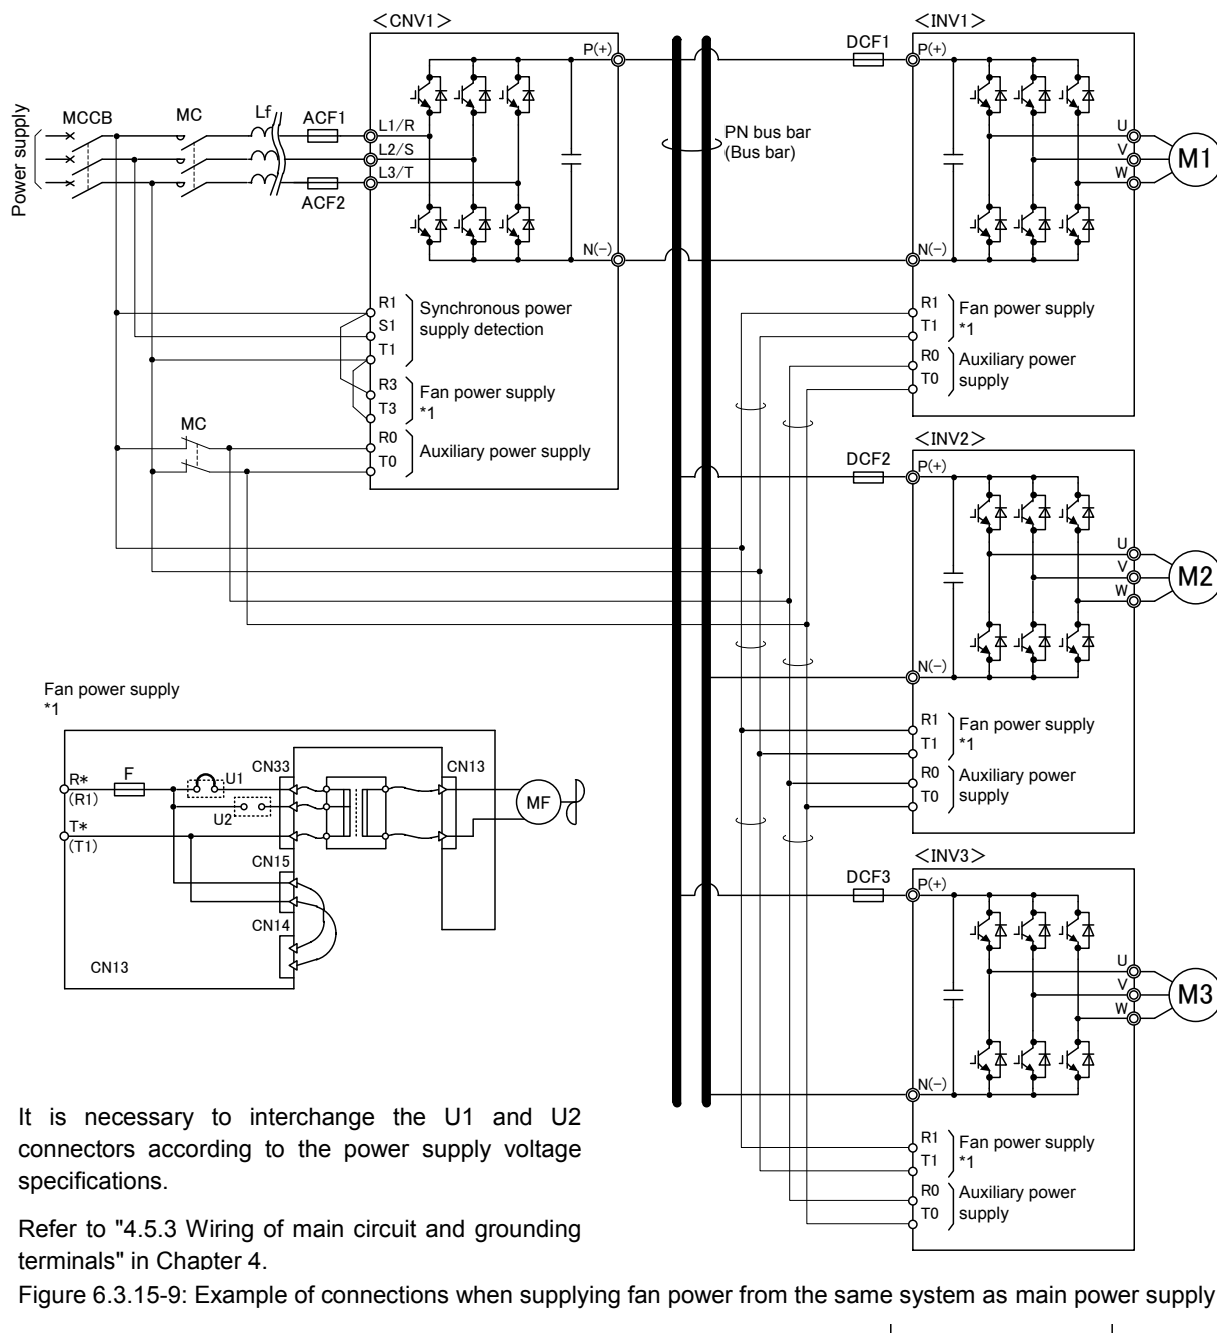 <CNV1>
<INV1>
P(+)
DCF1
P(+)
Power supply
MCCB
MC
Lf
ACF1
L1/R
L2/S
L3/T
ACF2
PN bus bar
(Bus bar)
U
V
W
M1
N(-)
N(-)
R1
S1
T1
Synchronous power
supply detection
R3
T3
Fan power supply
*1
R0
T0
Auxiliary power supply
MC
R1
T1
Fan power supply
*1
R0
T0
Auxiliary power
supply
<INV2>
DCF2
P(+)
U
V
W
M2
N(-)
R1
T1
Fan power supply
*1
R0
T0
Auxiliary power
supply
Fan power supply
*1
R*
(R1)
F
U1
U2
CN33
CN13
MF
T*
(T1)
CN15
CN14
CN13
<INV3>
DCF3
P(+)
U
V
W
M3
N(-)
R1
T1
Fan power supply
*1
R0
T0
Auxiliary power
supply
It is necessary to interchange the U1 and U2
connectors according to the power supply voltage
specifications.
Refer to "4.5.3 Wiring of main circuit and grounding
terminals" in Chapter 4.
Figure 6.3.15-9: Example of connections when supplying fan power from the same system as main power supply